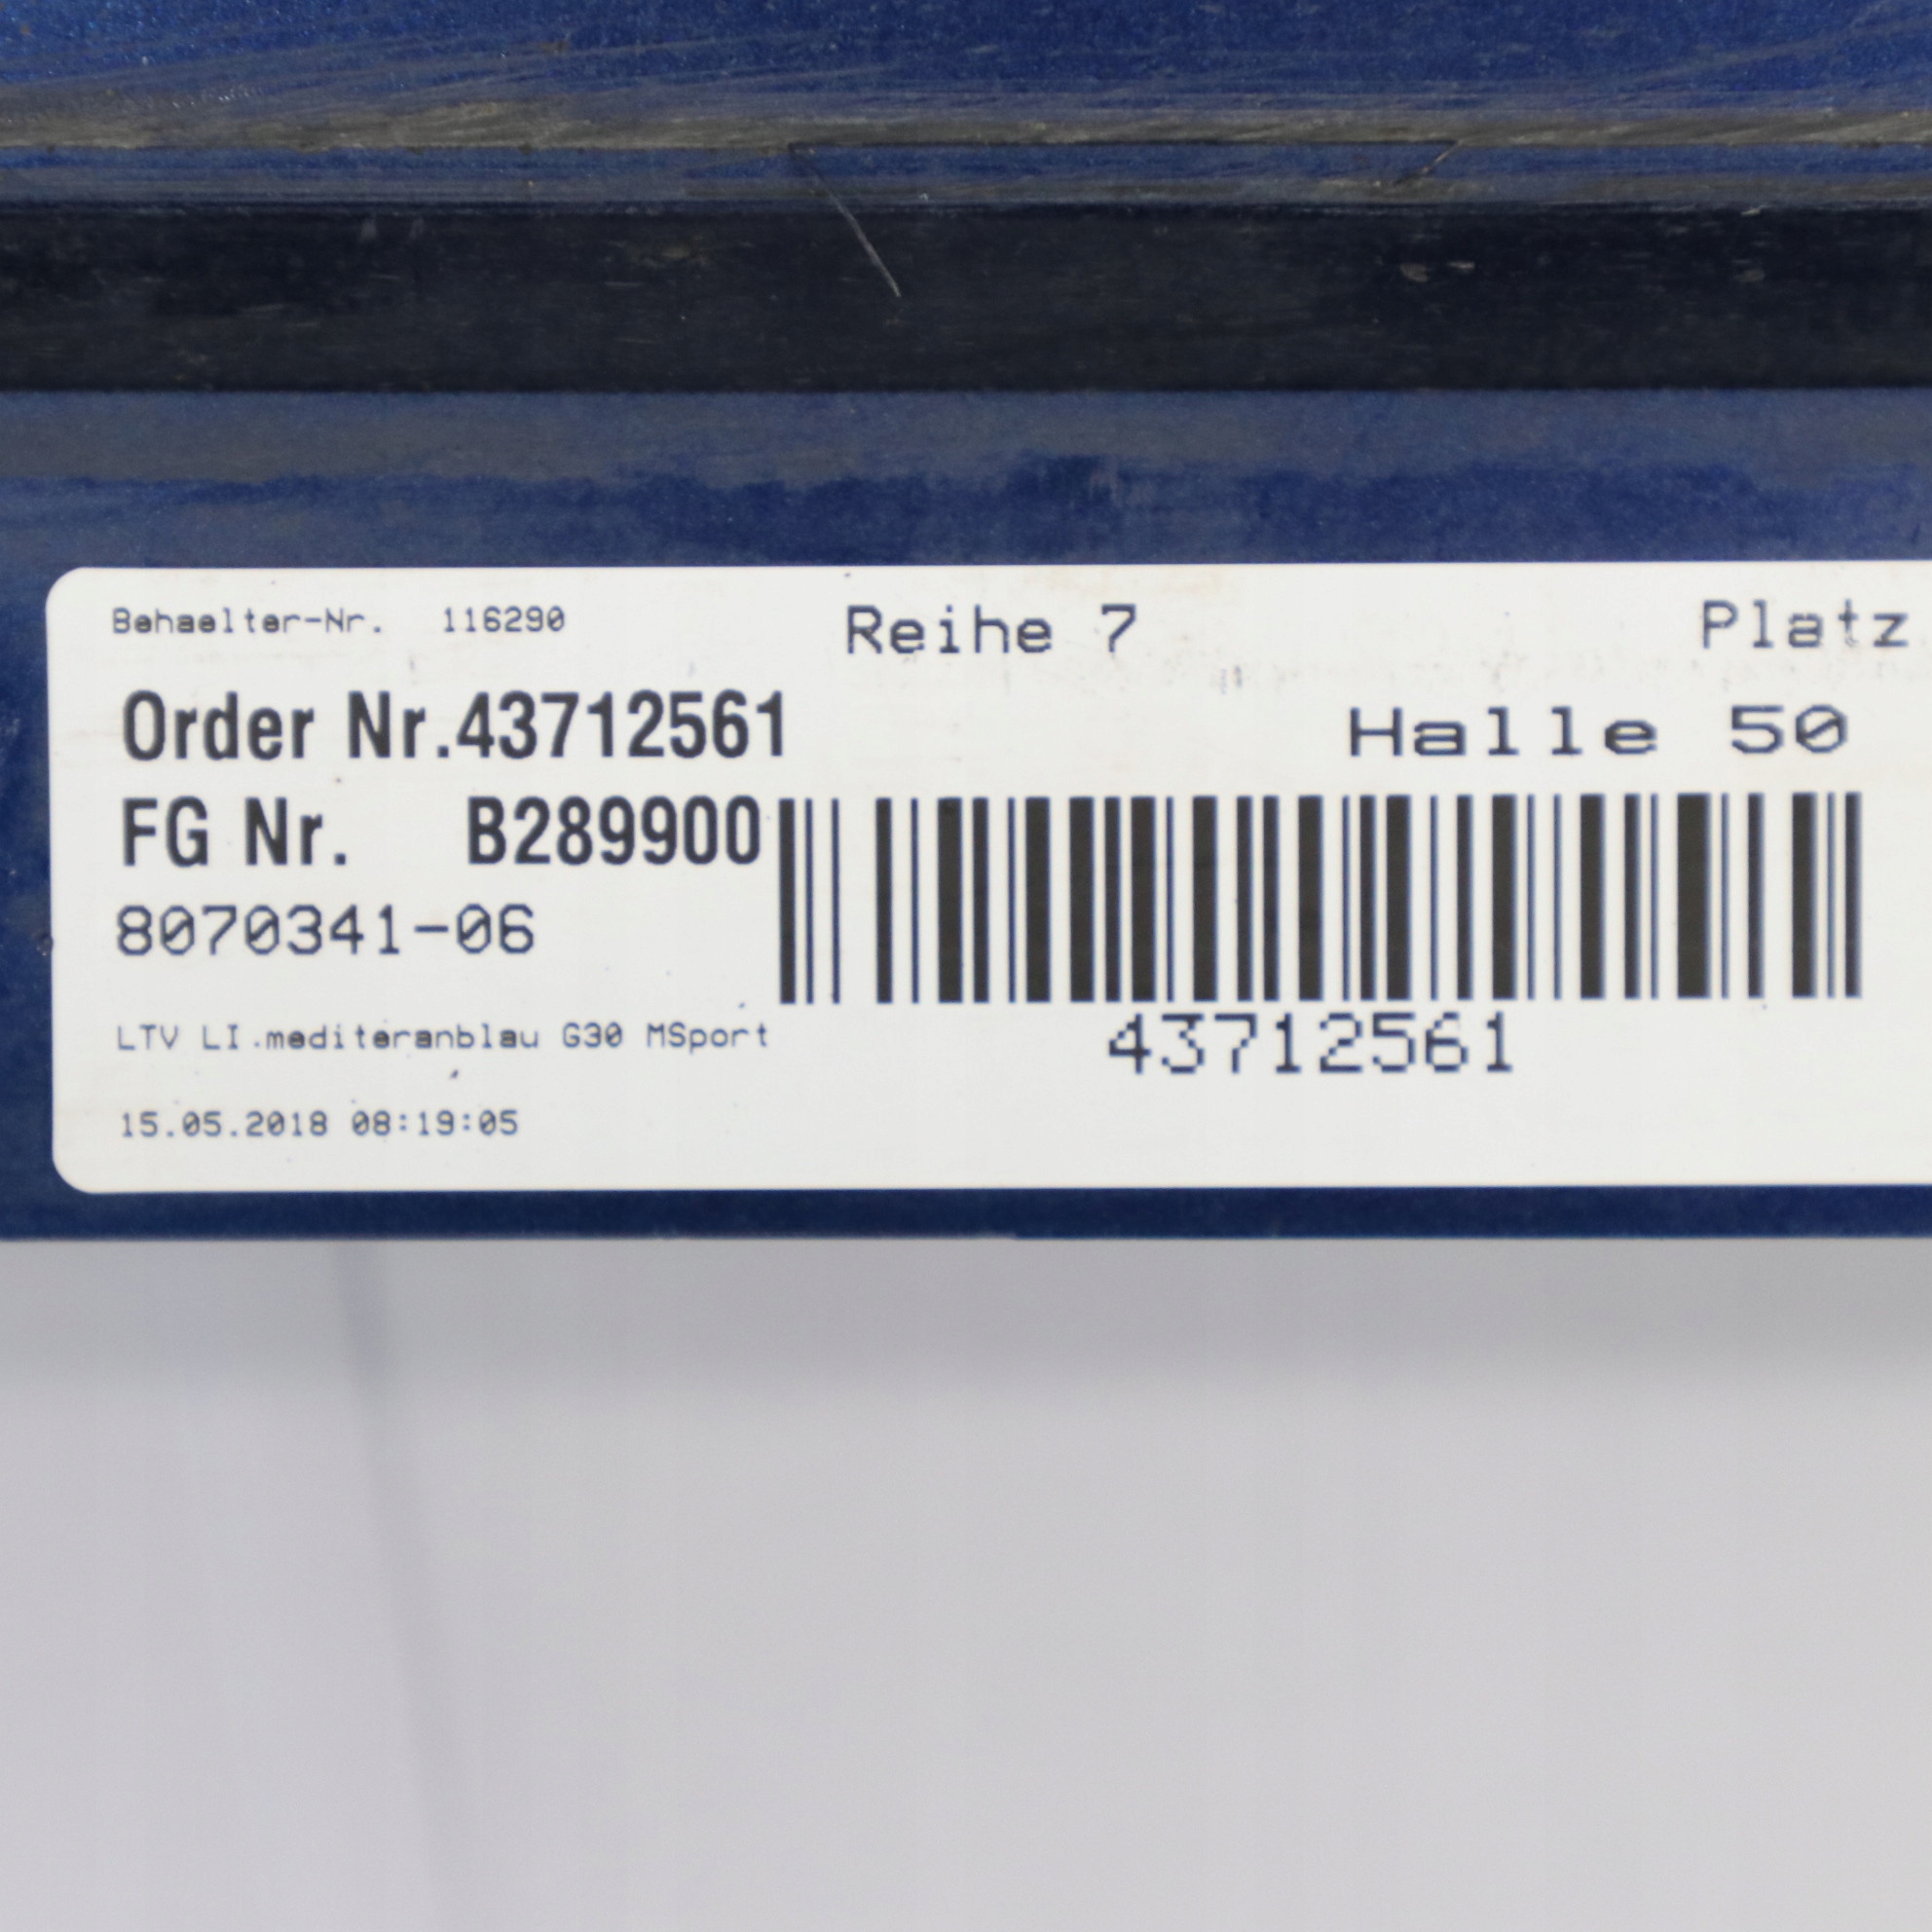 Behaelter-Nr. 116290 Reihe 7 Platz
Order Nr.43712561 Halle 50
FG Nr. B289900
8070341-06
43712561
LTV LI.mediteranblau G30 MSport
15.05.2018 08:19:05